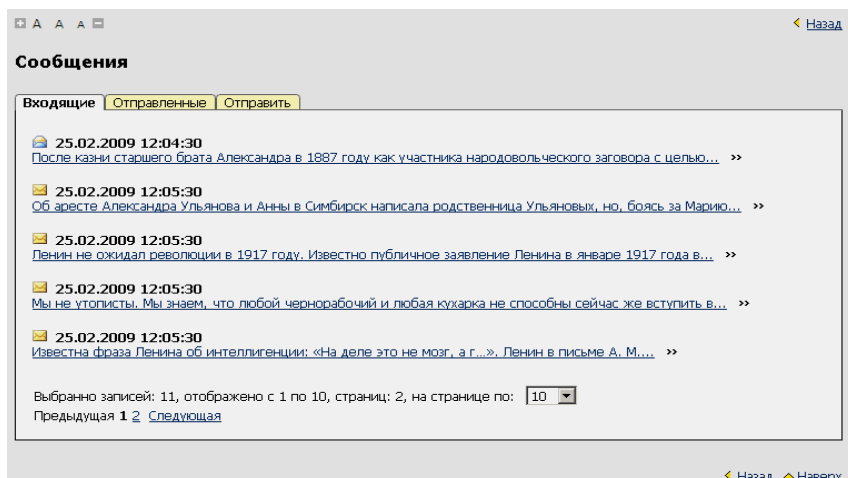 A A A
Назад
Сообщения
Входящие Отправленные Отправить
25.02.2009 12:04:30
После казни старшего брата Александра в 1887 году как участника народовольческого заговора с целью... »
25.02.2009 12:05:30
Об аресте Александра Ульянова и Анны в Симбирск написала родственница Ульяновых, но, боясь за Марию... »
25.02.2009 12:05:30
Ленин не ожидал революции в 1917 году. Известно публичное заявление Ленина в январе 1917 года в... »
25.02.2009 12:05:30
Мы не утописты. Мы знаем, что любой чернорабочий и любая кухарка не способны сейчас же вступить в... »
25.02.2009 12:05:30
Известна фраза Ленина об интеллигенции: «На деле это не мозг, а г...». Ленин в письме А. М.... »
Выбранно записей: 11, отображено с 1 по 10, страниц: 2, на странице по: 10
Предыдущая 1 2 Следующая
Назад Наверх